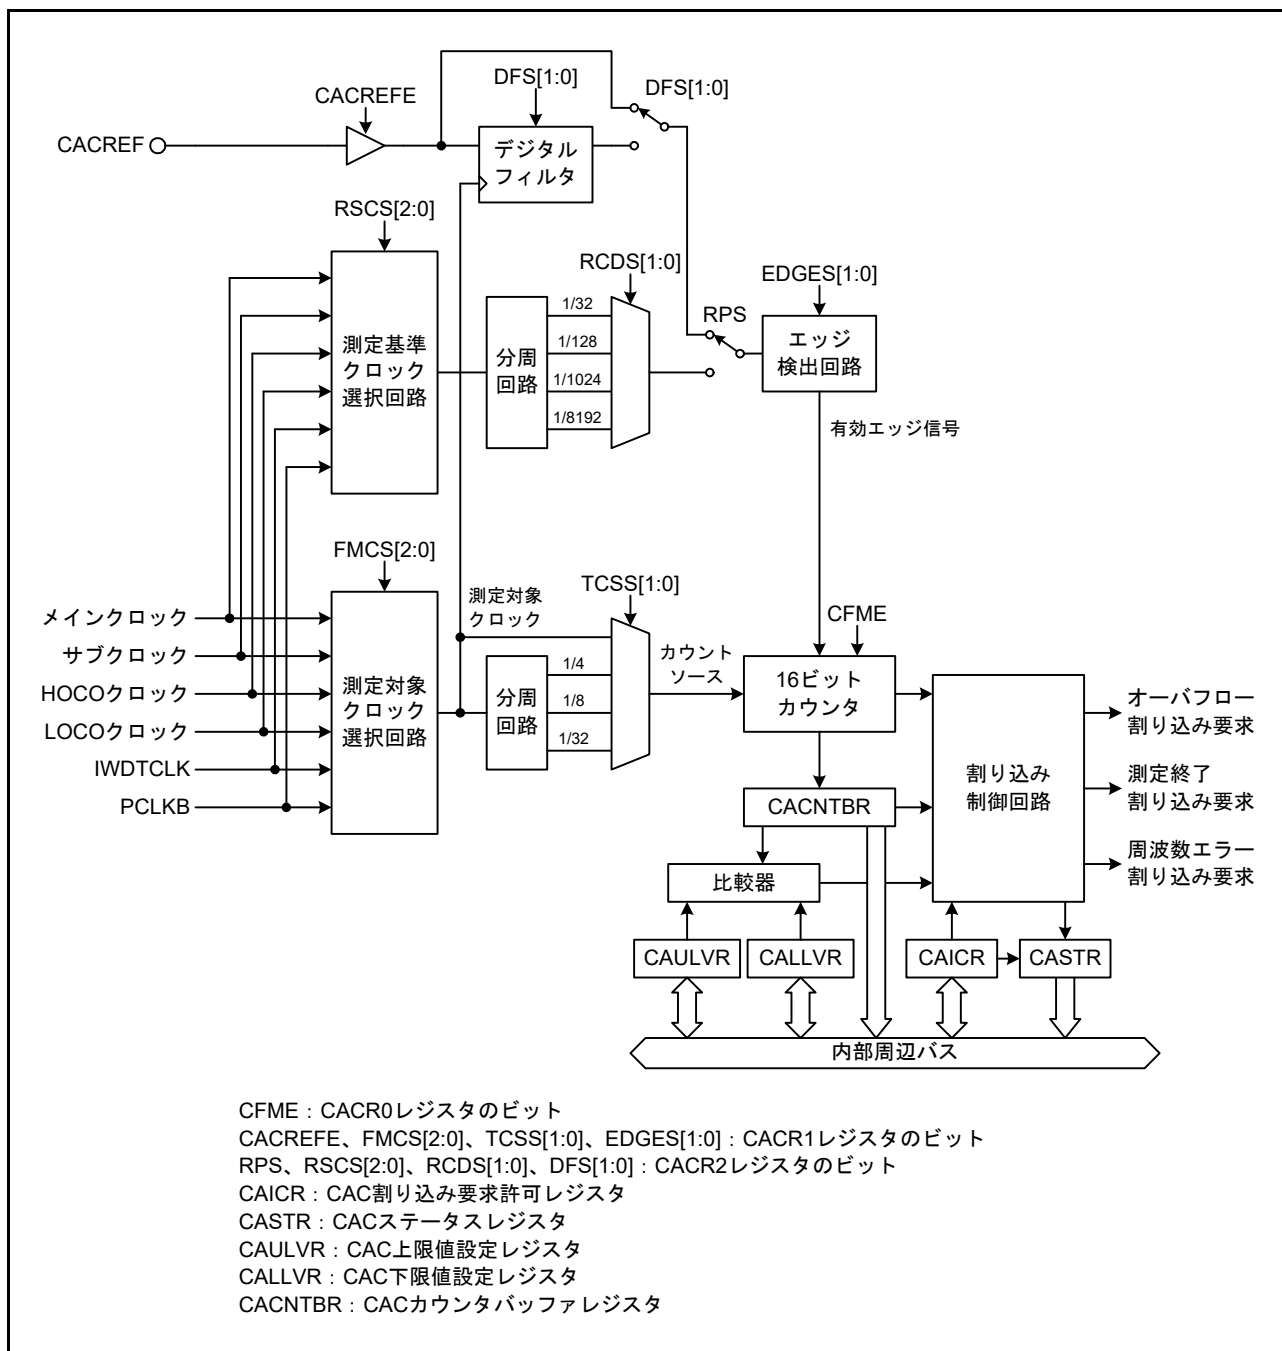 DFS[1:0]
DFS[1:0]
CACREFE
CACREF
デジタル
フィルタ
RSCS[2:0]
RCDS[1:0]
EDGES[1:0]
RPS
1/32
1/128
1/1024
1/8192
測定基準
クロック
選択回路
分周
回路
エッジ
検出回路
有効エッジ信号
FMCS[2:0]
TCSS[1:0]
測定対象
クロック
CFME
メインクロック
サブクロック
HOCOクロック
LOCOクロック
IWDTCLK
PCLKB
測定対象
クロック
選択回路
分周
回路
1/4
1/8
1/32
カウント
ソース
16ビット
カウンタ
割り込み
制御回路
オーバフロー
割り込み要求
測定終了
割り込み要求
周波数エラー
割り込み要求
CACNTBR
比較器
CAULVR
CALLVR
CAICR
CASTR
内部周辺バス
CFME：CACR0レジスタのビット
CACREFE、FMCS[2:0]、TCSS[1:0]、EDGES[1:0]：CACR1レジスタのビット
RPS、RSCS[2:0]、RCDS[1:0]、DFS[1:0]：CACR2レジスタのビット
CAICR：CAC割り込み要求許可レジスタ
CASTR：CACステータスレジスタ
CAULVR：CAC上限値設定レジスタ
CALLVR：CAC下限値設定レジスタ
CACNTBR：CACカウンタバッファレジスタ